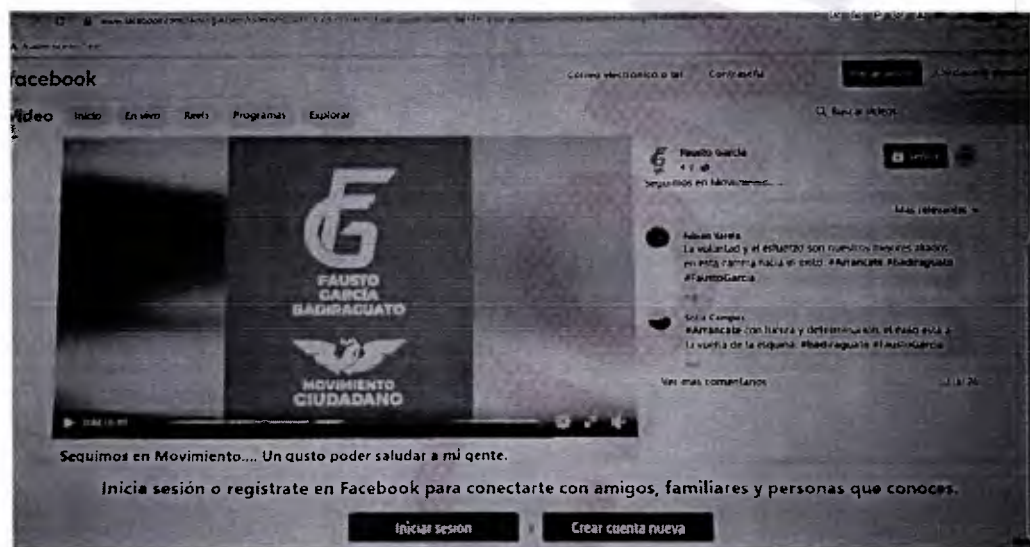 facebook
Correo electrónico o tel Contraseña
Video Inicio En vivo Reels Programas Explorar
Buscar videos
FG
FAUSTO
GARCÍA
BADIRAGUATO
MOVIMIENTO
CIUDADANO
Fausto García
Seguimos en Movimiento....
Más relevantes
La voluntad y el esfuerzo son nuestros mejores aliados
en esta camina hacia el éxito. #Arrancate #badiraguato
#FaustoGarcia
Sofia Campos
#Arrancate con fuerza y determinación, el éxito está a
la vuelta de la esquina. #badiraguato #FaustoGarcia
Ver más comentarios
Seguimos en Movimiento.... Un gusto poder saludar a mi gente.
Inicia sesión o regístrate en Facebook para conectarte con amigos, familiares y personas que conoces.
Iniciar sesión o Crear cuenta nueva